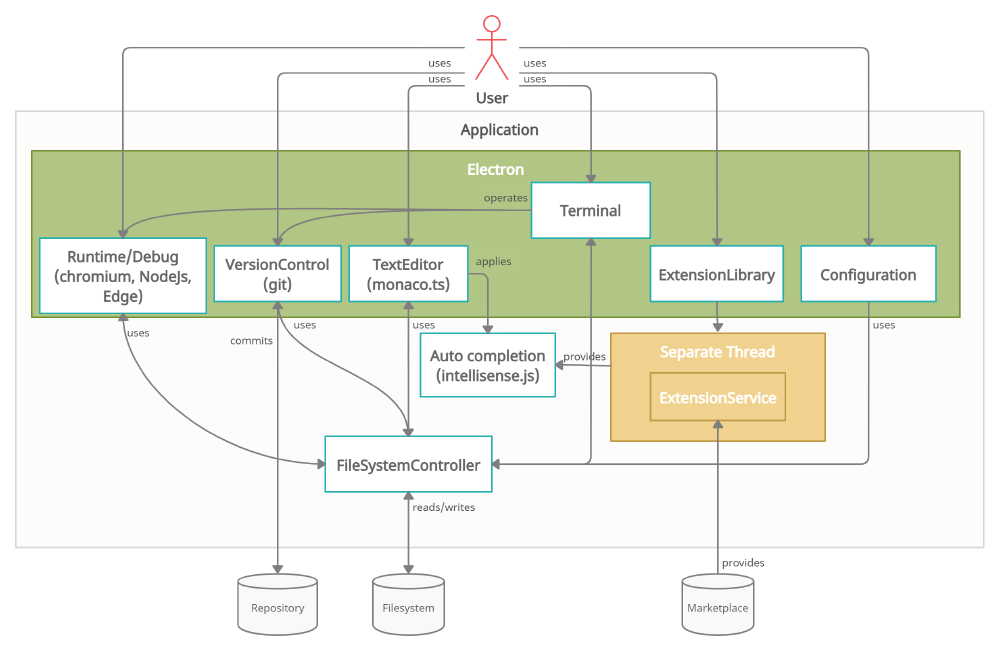 uses
uses
uses
uses
User
Application
Electron
operates
Terminal
Runtime/Debug
(chromium, NodeJs,
Edge)
VersionControl
(git)
TextEditor
(monaco.ts)
applies
ExtensionLibrary
Configuration
uses
commits
uses
uses
uses
Auto completion
(intellisense.js)
provides
Separate Thread
ExtensionService
FileSystemController
reads/writes
provides
Repository
Filesystem
Marketplace